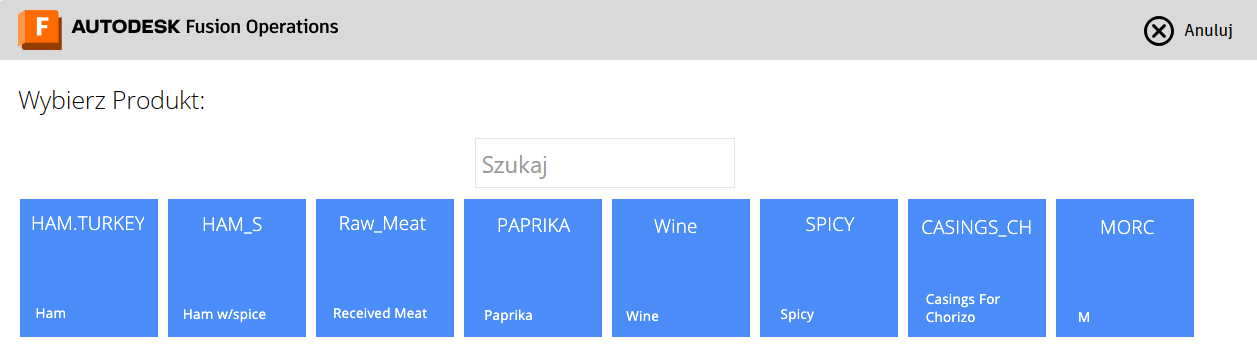 AUTODESK Fusion Operations
Anuluj
Wybierz Produkt:
Szukaj
HAM.TURKEY
Ham
HAM_S
Ham w/spice
Raw_Meat
Received Meat
PAPRIKA
Paprika
Wine
Wine
SPICY
Spicy
CASINGS_CH
Casings For
Chorizo
MORC
M